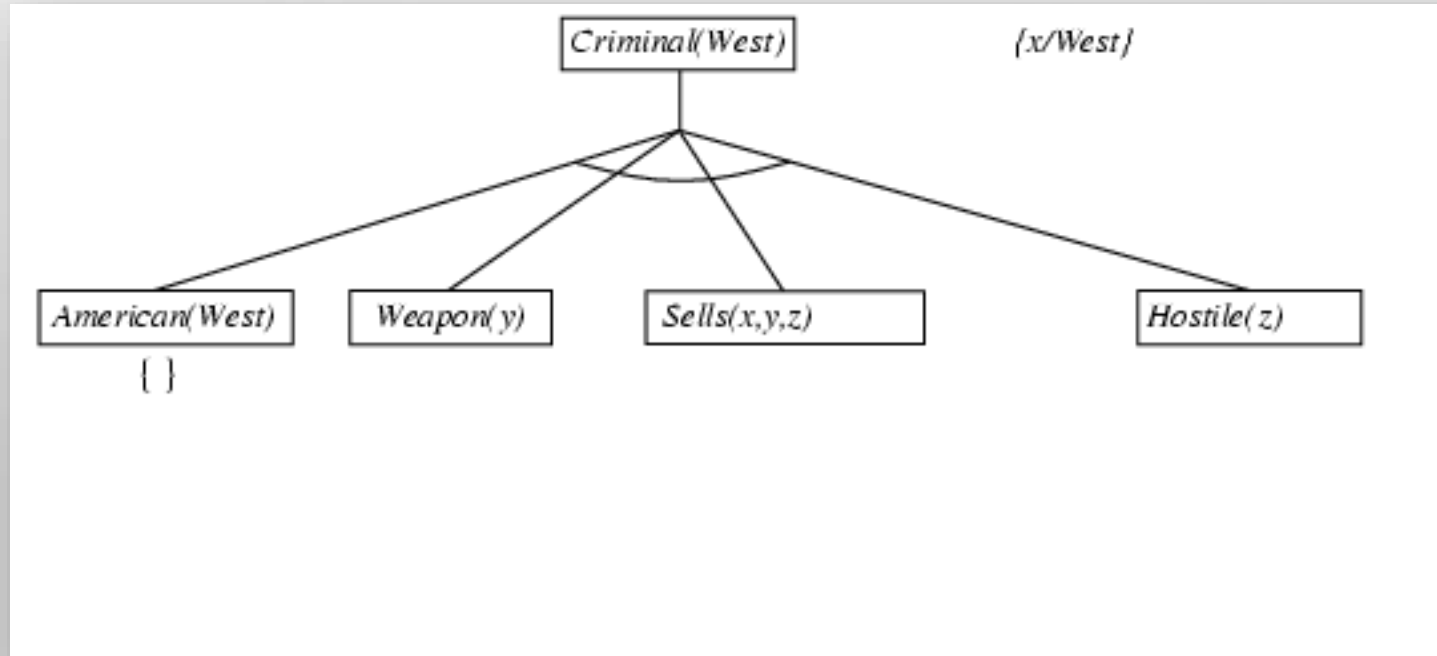 Criminal(West)
{x/West}
American(West)
Weapon(y)
Sells(x,y,z)
Hostile(z)
{ }